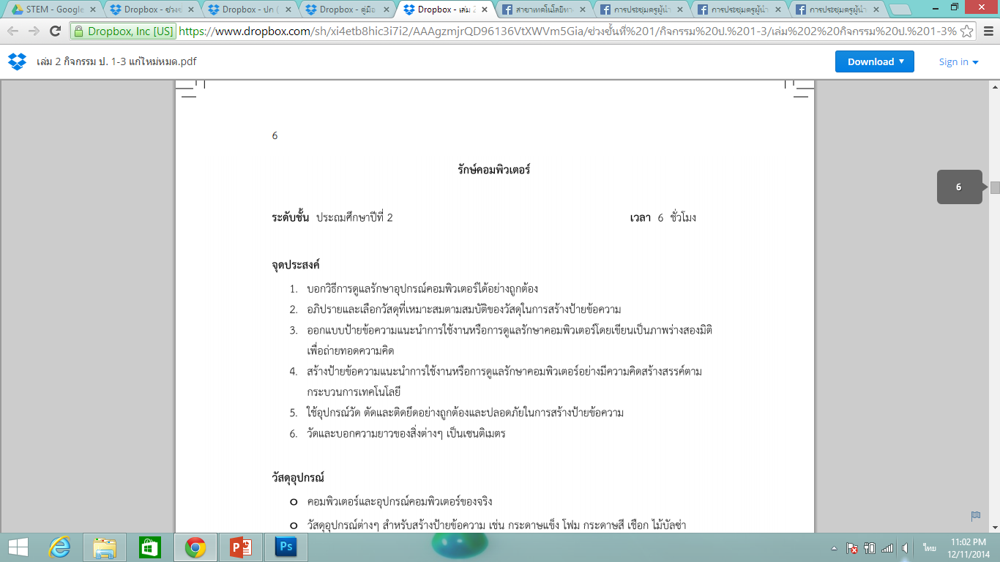 STEM - Google
Dropbox - ช่วงช
Dropbox - ปก (
Dropbox - คู่มือ
Dropbox - เล่ม 2
สาขาเทคโนโลยีทา
การประชุมครูผู้นำ
การประชุมครูผู้นำ
การประชุมครูผู้นำ
Dropbox, Inc [US] https://www.dropbox.com/sh/xi4etb8hic3i7i2/AAAgzmjrQD96136VtXWVm5Gia/ช่วงชั้นที่%201/กิจกรรม%20ป.%201-3/เล่ม%202%20กิจกรรม%20ป.%201-3%
เล่ม 2 กิจกรรม ป. 1-3 แก้ใหม่หมด.pdf
Download
Sign in
6
รักษ์คอมพิวเตอร์
6
ระดับชั้น ประถมศึกษาปีที่ 2 เวลา 6 ชั่วโมง
จุดประสงค์
1. บอกวิธีการดูแลรักษาอุปกรณ์คอมพิวเตอร์ได้อย่างถูกต้อง
2. อภิปรายและเลือกวัสดุที่เหมาะสมตามสมบัติของวัสดุในการสร้างป้ายข้อความ
3. ออกแบบป้ายข้อความแนะนำการใช้งานหรือการดูแลรักษาคอมพิวเตอร์โดยเขียนเป็นภาพร่างสองมิติ
เพื่อถ่ายทอดความคิด
4. สร้างป้ายข้อความแนะนำการใช้งานหรือการดูแลรักษาคอมพิวเตอร์อย่างมีความคิดสร้างสรรค์ตาม
กระบวนการเทคโนโลยี
5. ใช้อุปกรณ์วัด ตัดและติดยึดอย่างถูกต้องและปลอดภัยในการสร้างป้ายข้อความ
6. วัดและบอกความยาวของสิ่งต่างๆ เป็นเซนติเมตร
วัสดุอุปกรณ์
o คอมพิวเตอร์และอุปกรณ์คอมพิวเตอร์ของจริง
o วัสดุอุปกรณ์ต่างๆ สำหรับสร้างป้ายข้อความ เช่น กระดาษแข็ง โฟม กระดาษสี เชือก ไม้บัลซ่า
Ps
ไทย
11:02 PM
12/11/2014